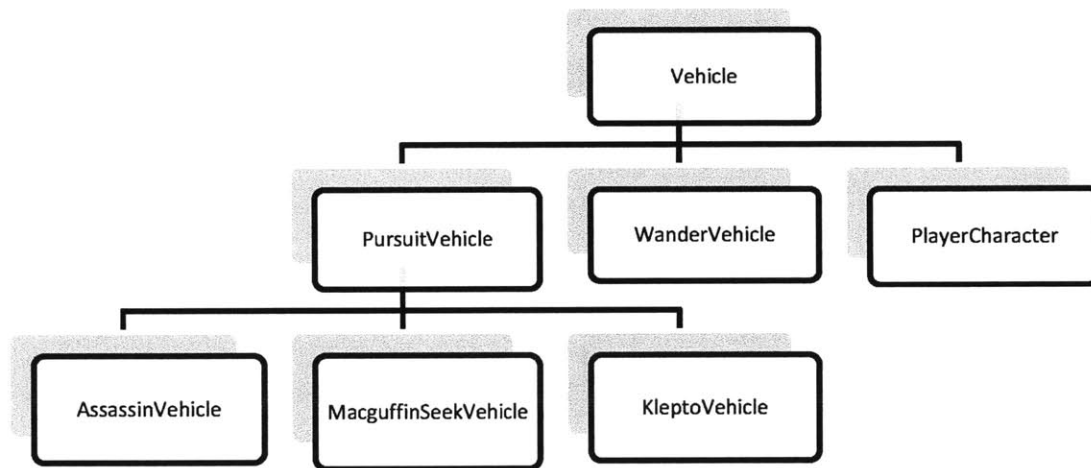 Vehicle
PursuitVehicle
WanderVehicle
PlayerCharacter
AssassinVehicle
MacguffinSeekVehicle
KleptoVehicle